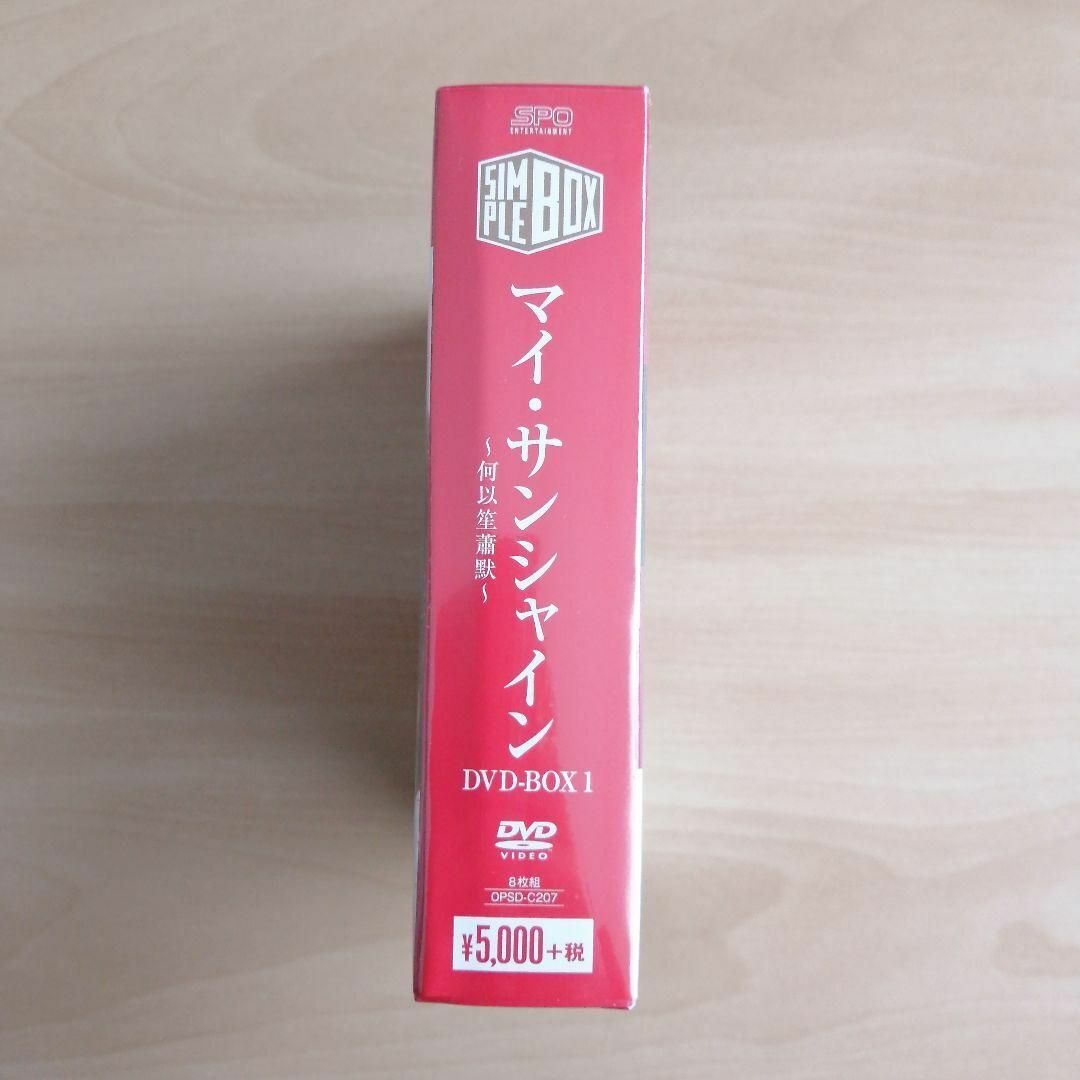 SPO
ENTERTAINMENT
SIMPLE BOX
マイ・サンシャイン
~何以笙蕭默~
DVD-BOX 1
DVD
VIDEO
8枚組
OPSD-C207
¥5,000+税